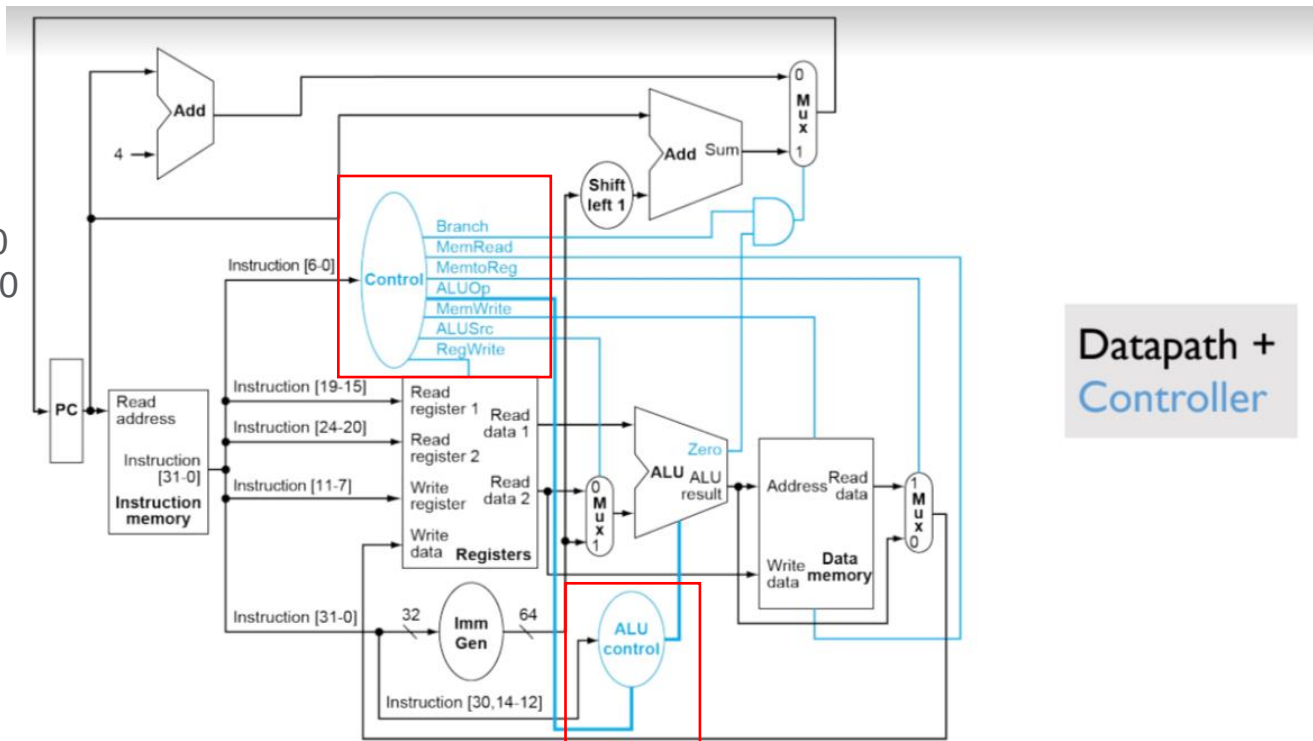 Add
4
0
M
u
x
1
Add Sum
Shift
left 1
0
0
Branch
MemRead
MemtoReg
ALUOp
MemWrite
ALUSrc
RegWrite
Control
Instruction [6-0]
Datapath +
Controller
PC
Read
address
Instruction
[31-0]
Instruction
memory
Instruction [19-15]
Instruction [24-20]
Instruction [11-7]
Read
register 1
Read
register 2
Write
register
Write
data
Read
data 1
Read
data 2
Registers
0
M
u
x
1
Zero
ALU
ALU
result
Address
Read
data
Write
data
Data
memory
1
M
u
x
0
Instruction [31-0]
32
Imm
Gen
64
ALU
control
Instruction [30,14-12]